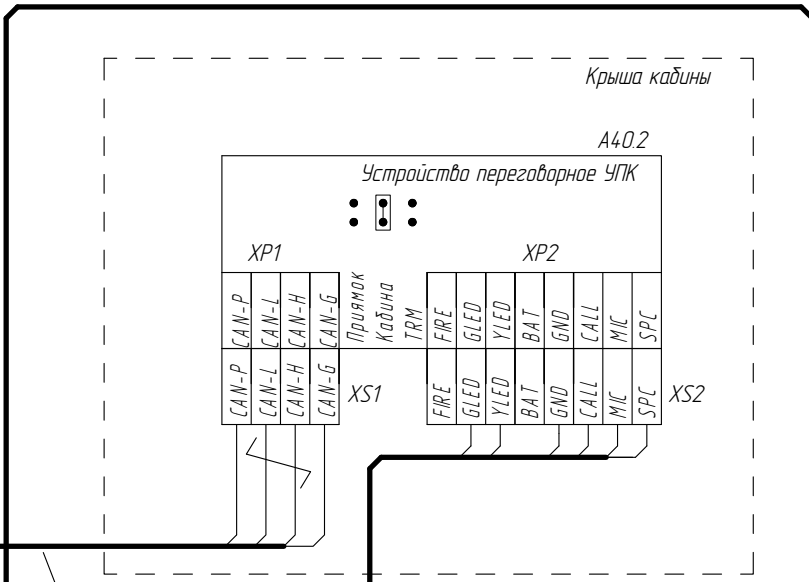 Крыша кабины
А40.2
Устройство переговорное УПК
XP1
XP2
CAN-P
CAN-L
CAN-H
CAN-G
Приямок
Кабина
TRM
FIRE
GLED
YLED
BAT
GND
CALL
MIC
SPC
CAN-P
CAN-L
CAN-H
CAN-G
XS1
FIRE
GLED
YLED
BAT
GND
CALL
MIC
SPC
XS2